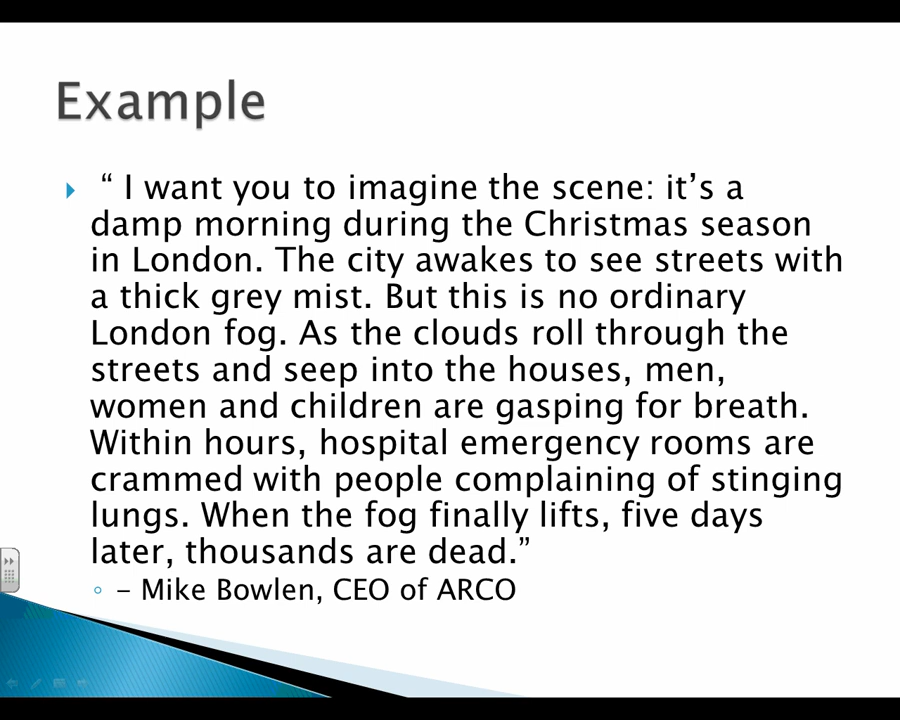 Example
“ I want you to imagine the scene: it’s a
damp morning during the Christmas season
in London. The city awakes to see streets with
a thick grey mist. But this is no ordinary
London fog. As the clouds roll through the
streets and seep into the houses, men,
women and children are gasping for breath.
Within hours, hospital emergency rooms are
crammed with people complaining of stinging
lungs. When the fog finally lifts, five days
later, thousands are dead.”
– Mike Bowlen, CEO of ARCO